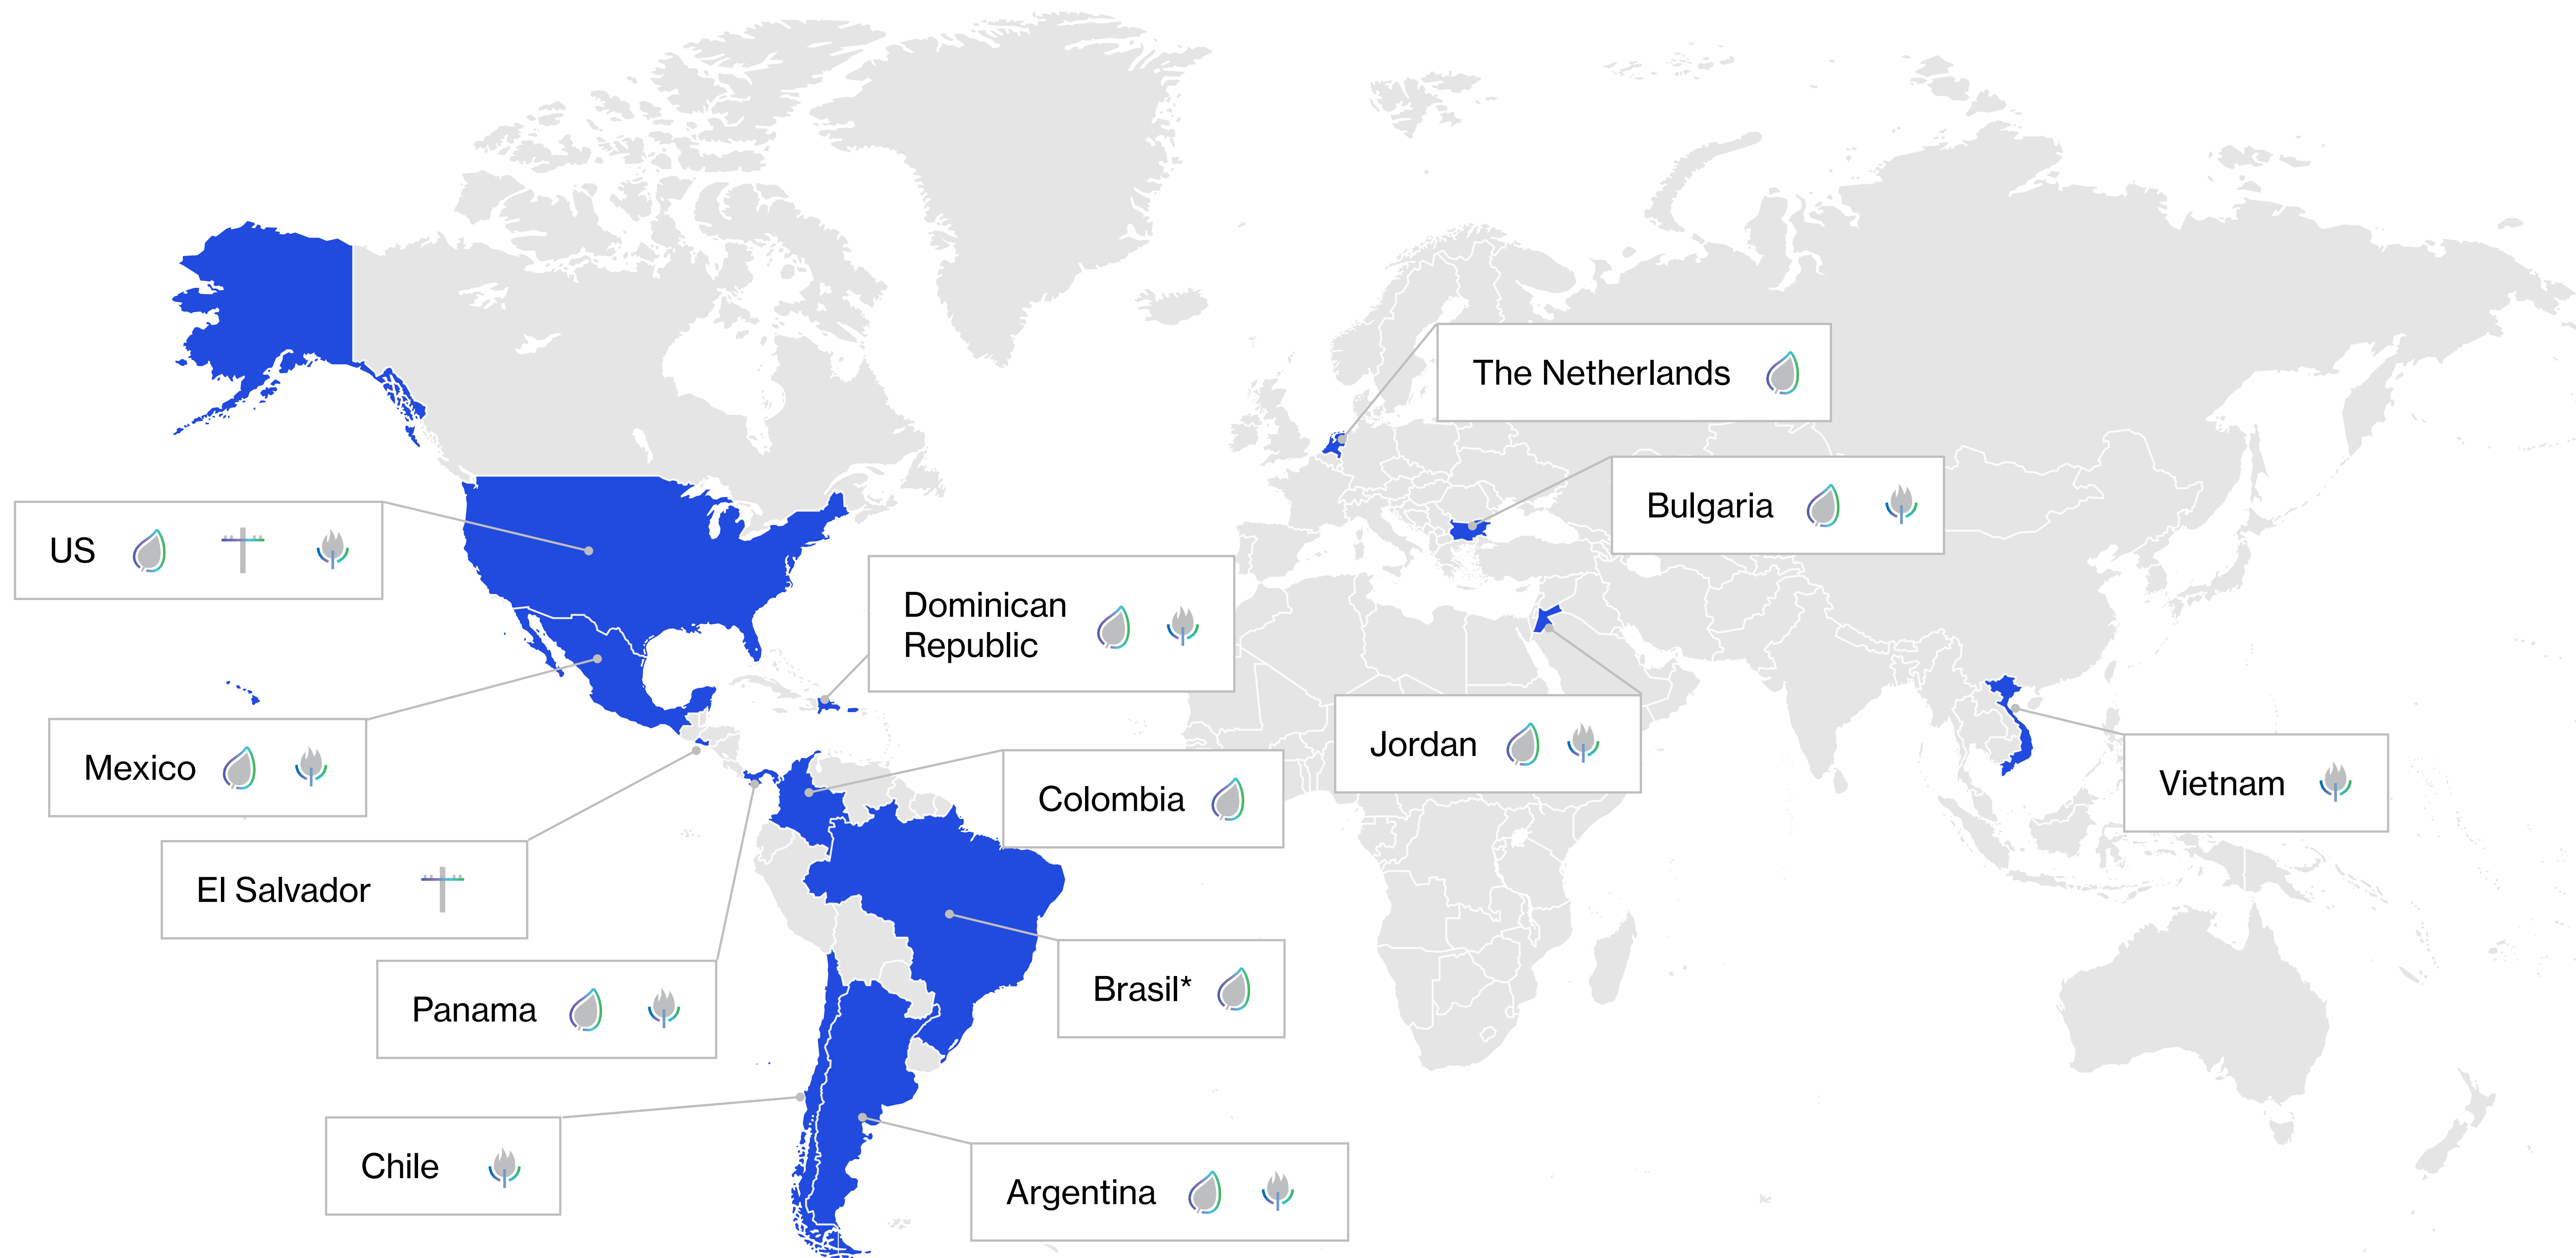 The Netherlands
Bulgaria
US
Dominican
Republic
Jordan
Mexico
Colombia
Vietnam
El Salvador
Brasil*
Panama
Chile
Argentina